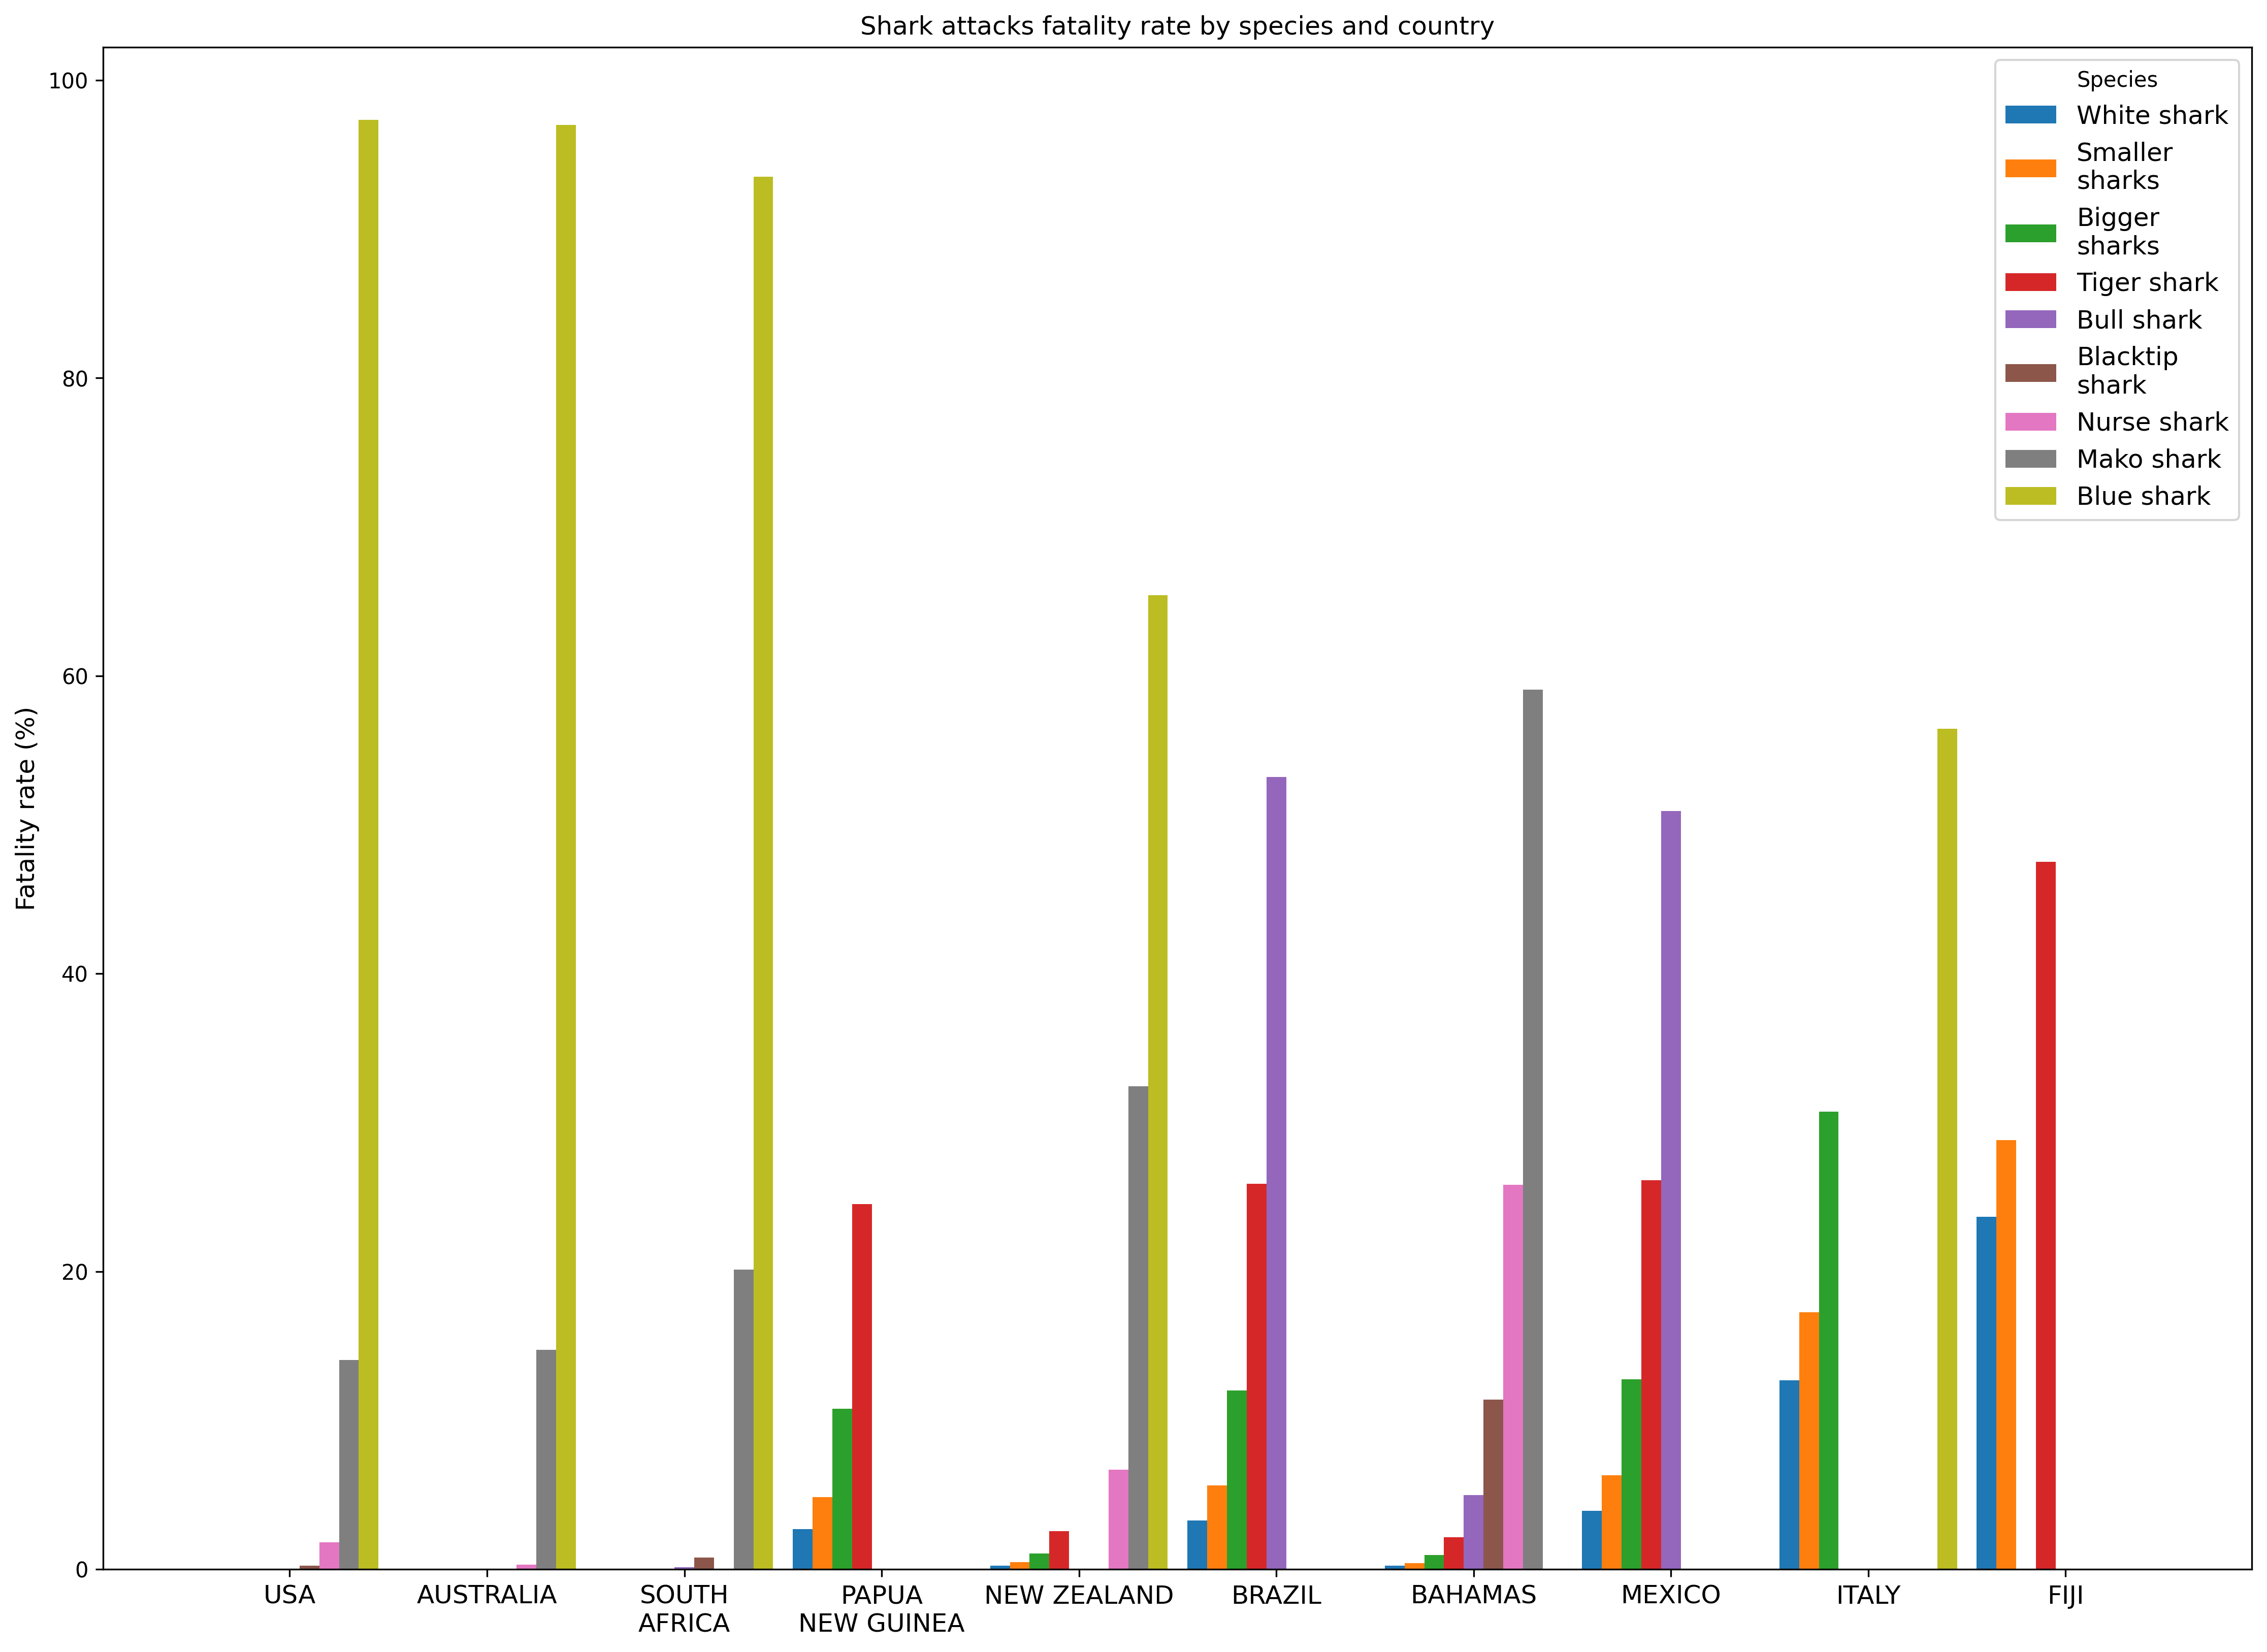 Shark attacks fatality rate by species and country
Fatality rate (%)
100
80
60
40
20
0
Species
White shark
Smaller
sharks
Bigger
sharks
Tiger shark
Bull shark
Blacktip
shark
Nurse shark
Mako shark
Blue shark
USA
AUSTRALIA
SOUTH
AFRICA
PAPUA
NEW GUINEA
NEW ZEALAND
BRAZIL
BAHAMAS
MEXICO
ITALY
FIJI